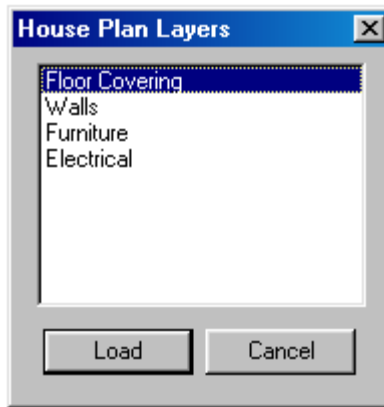 House Plan Layers
Floor Covering
Walls
Furniture
Electrical
Load Cancel